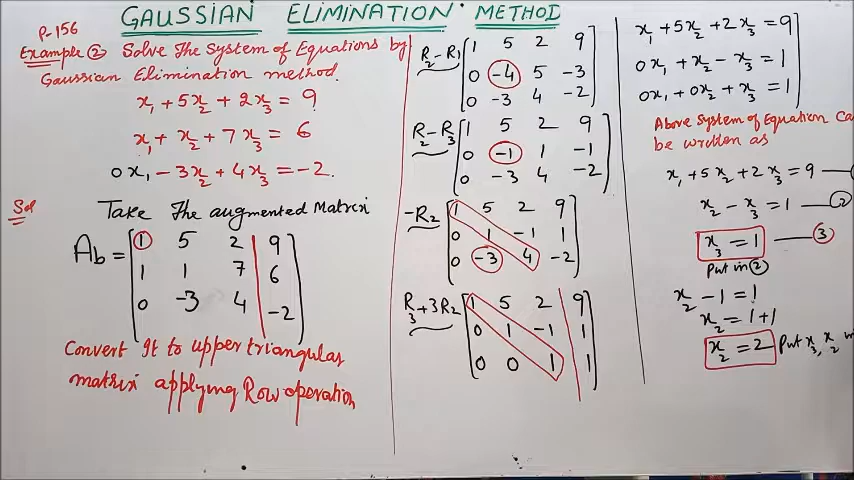 GAUSSIAN ELIMINATION METHOD
P-156
Example ② Solve The System of Equations by
Gaussian Elimination method.
x₁ + 5x₂ + 2x₃ = 9
x₁ + x₂ + 7x₃ = 6
0x₁ - 3x₂ + 4x₃ = -2.
Sol
Take The augmented Matrix
Ab = [1 5 2 | 9]
[1 1 7 | 6]
[0 -3 4 | -2]
Convert It to upper triangular
matrix applying Row operation
R₂-R₁ [1 5 2 9]
[0 -4 5 -3]
[0 -3 4 -2]
R₂-R₃ [1 5 2 9]
[0 -1 1 -1]
[0 -3 4 -2]
-R₂ [1 5 2 9]
[0 1 -1 1]
[0 -3 4 -2]
R₃+3R₂ [1 5 2 | 9]
[0 1 -1 | 1]
[0 0 1 | 1]
x₁ + 5x₂ + 2x₃ = 9
0x₁ + x₂ - x₃ = 1
0x₁ + 0x₂ + x₃ = 1
Above System of Equation Ca
be written as
x₁ + 5x₂ + 2x₃ = 9 —
x₂ - x₃ = 1 — ②
x₃ = 1 — ③
Put in ②
x₂ - 1 = 1
x₂ = 1+1
x₂ = 2 Put x₃, x₂